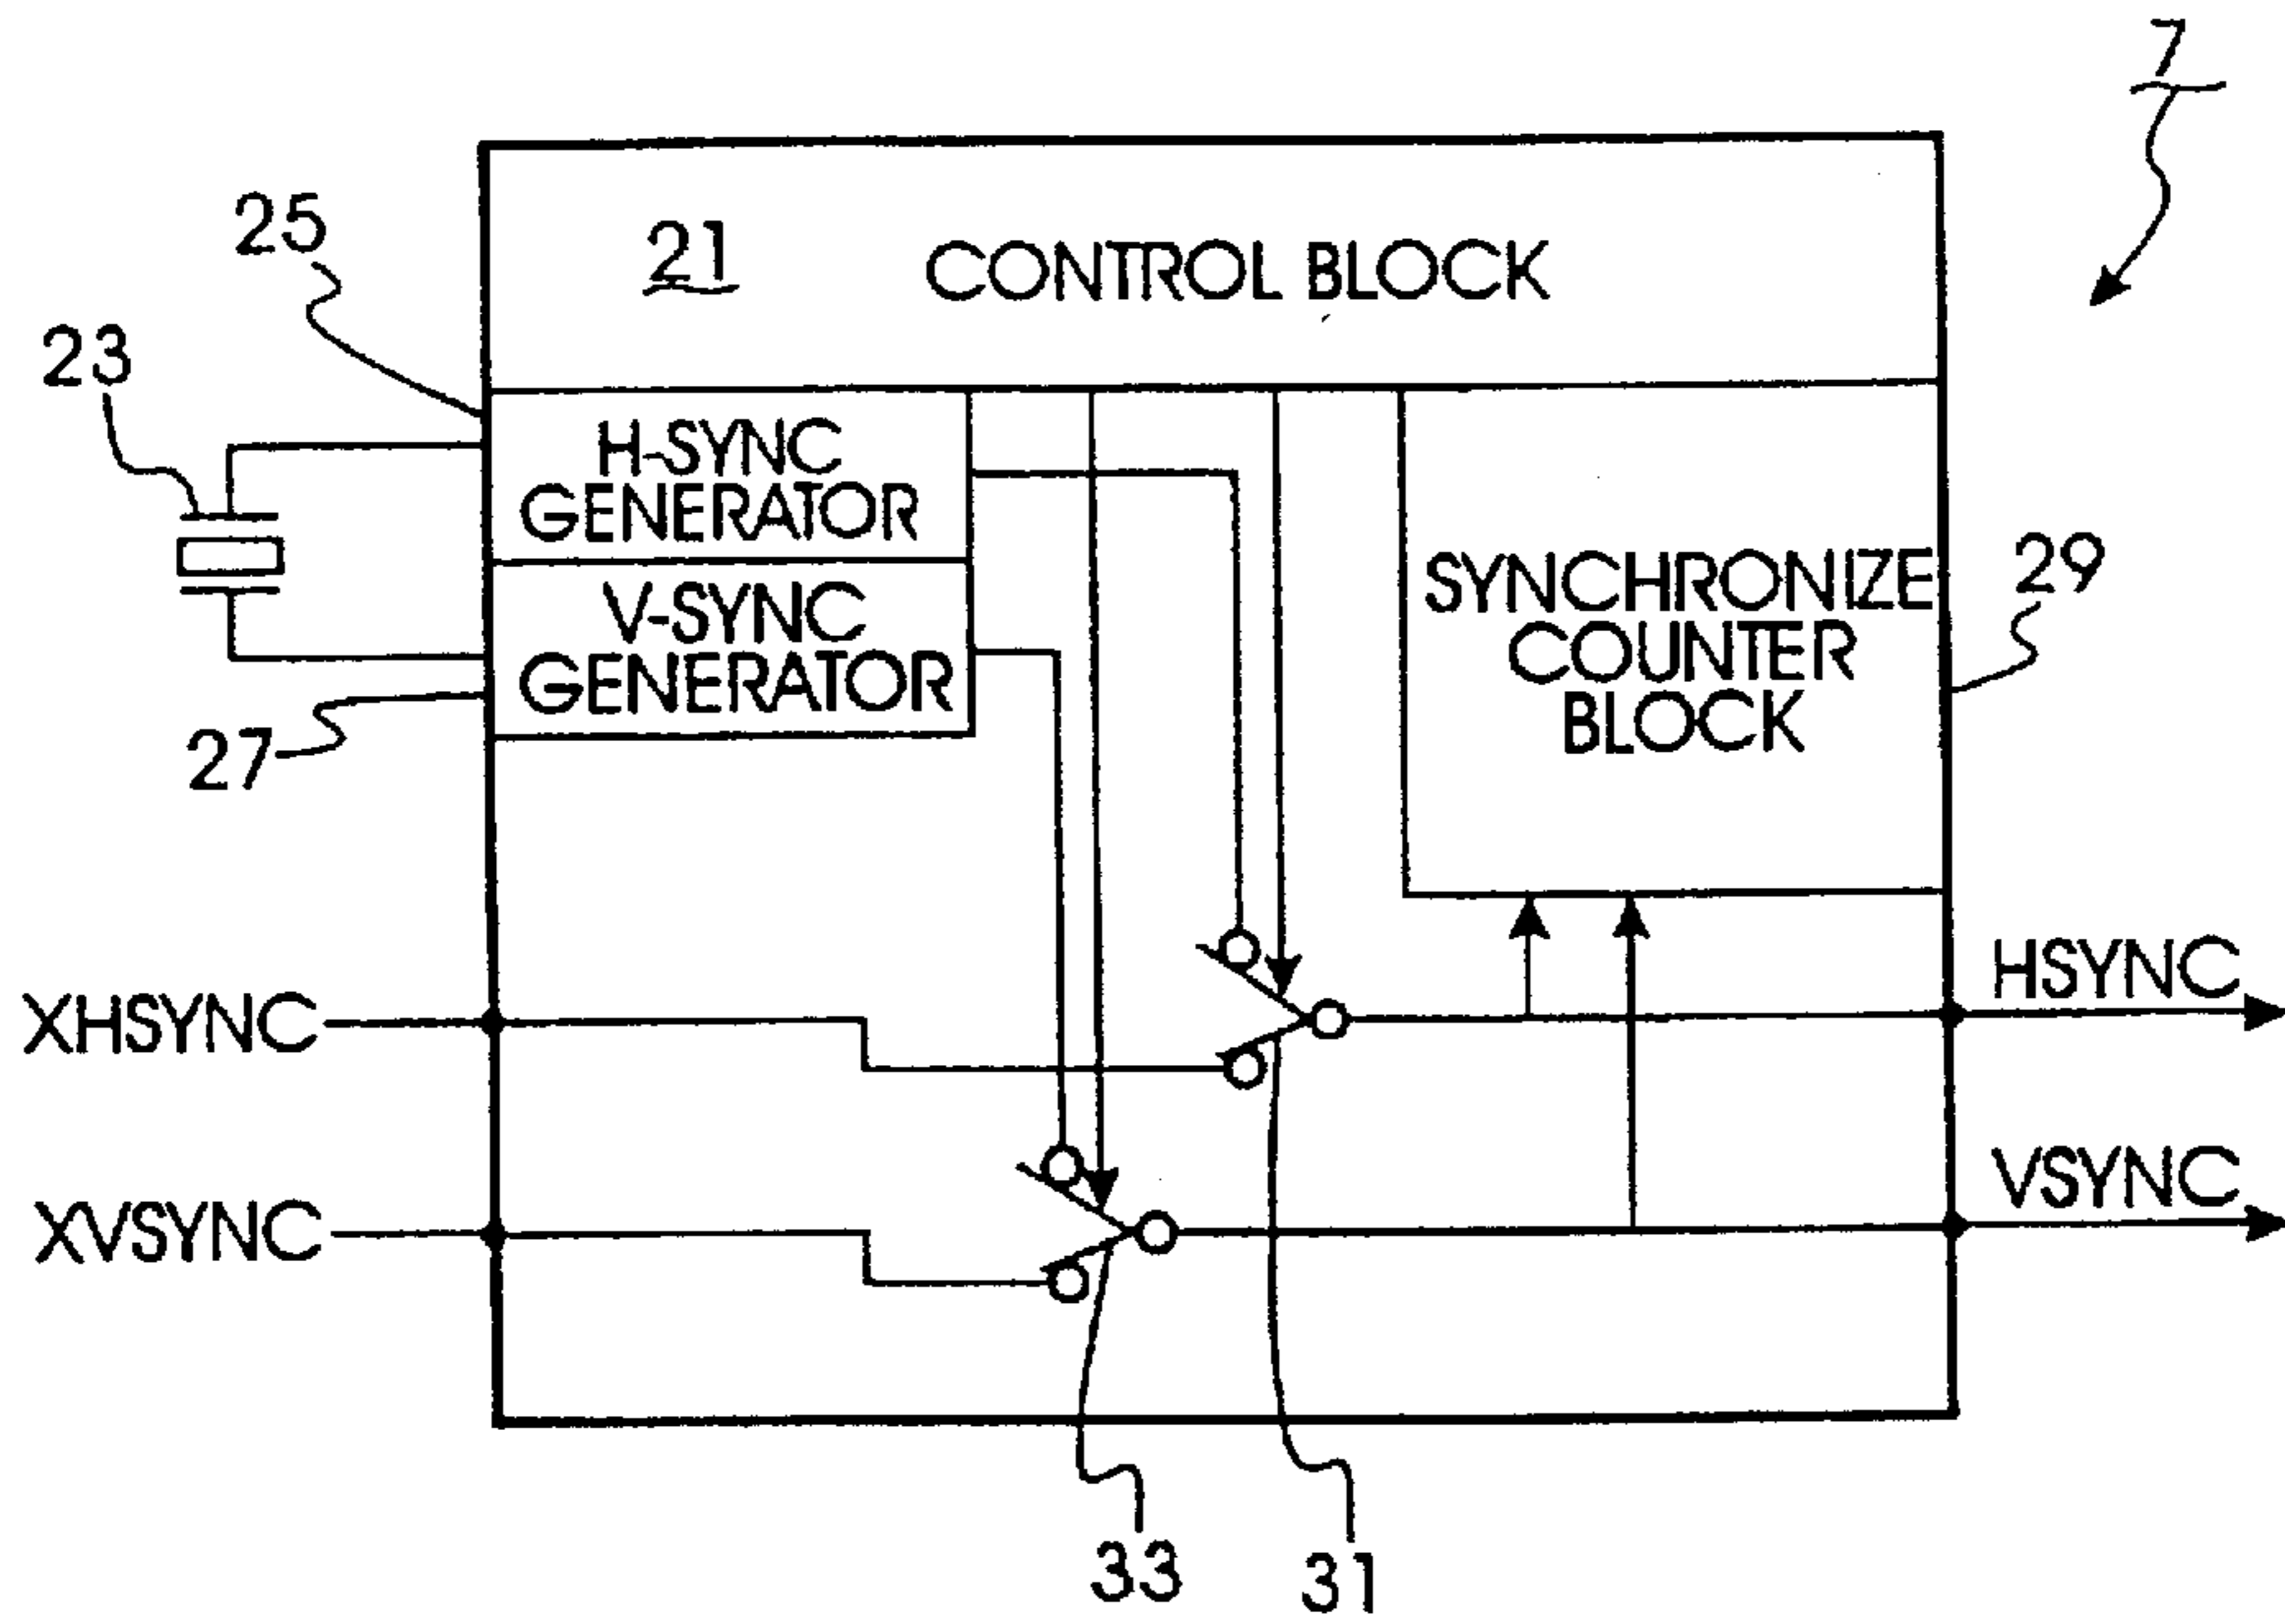 7
25
21
CONTROL BLOCK
23
H-SYNC
GENERATOR
V-SYNC
GENERATOR
SYNCHRONIZE
COUNTER
BLOCK
29
27
XHSYNC
HSYNC
XVSYNC
VSYNC
33
31